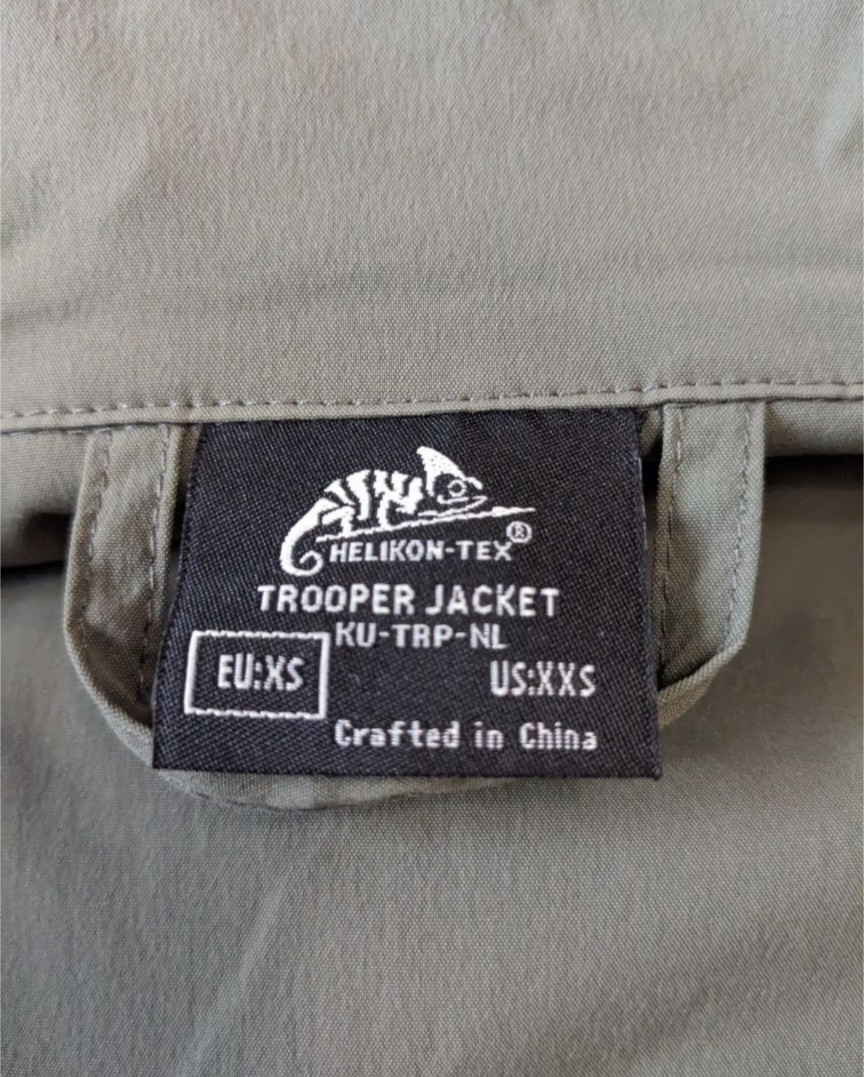 HELIKON-TEX®
TROOPER JACKET
KU-TRP-NL
EU:XS US:XXS
Crafted in China